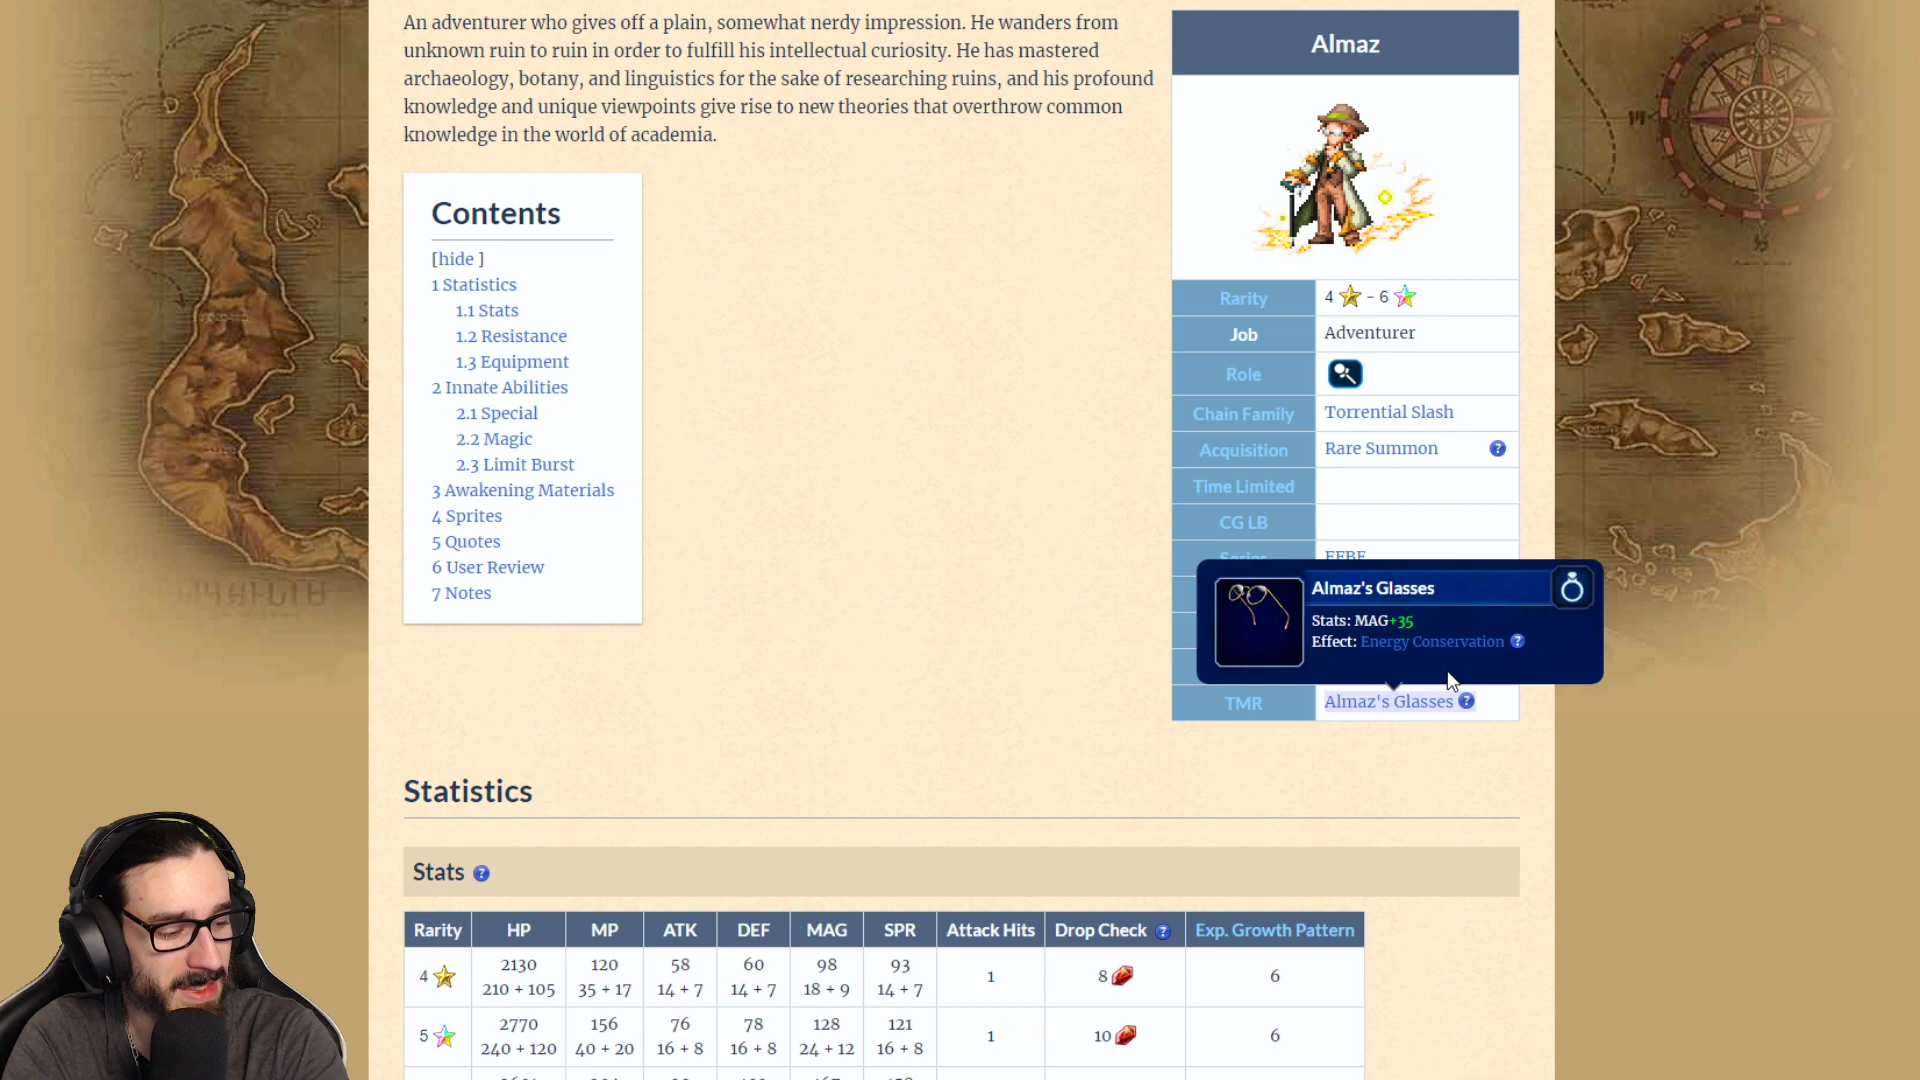 An adventurer who gives off a plain, somewhat nerdy impression. He wanders from
unknown ruin to ruin in order to fulfill his intellectual curiosity. He has mastered
archaeology, botany, and linguistics for the sake of researching ruins, and his profound
knowledge and unique viewpoints give rise to new theories that overthrow common
knowledge in the world of academia.
Contents
[hide ]
1 Statistics
1.1 Stats
1.2 Resistance
1.3 Equipment
2 Innate Abilities
2.1 Special
2.2 Magic
2.3 Limit Burst
3 Awakening Materials
4 Sprites
5 Quotes
6 User Review
7 Notes
Almaz
Rarity 4 - 6
Job Adventurer
Role
Chain Family Torrential Slash
Acquisition Rare Summon ?
Time Limited
CG LB
Series FFBE
Almaz's Glasses
Stats: MAG+35
Effect: Energy Conservation ?
TMR Almaz's Glasses ?
Statistics
Stats ?
Rarity HP MP ATK DEF MAG SPR Attack Hits Drop Check ? Exp. Growth Pattern
4 2130 120 58 60 98 93 1 8 6
210 + 105 35 + 17 14 + 7 14 + 7 18 + 9 14 + 7
5 2770 156 76 78 128 121 1 10 6
240 + 120 40 + 20 16 + 8 16 + 8 24 + 12 16 + 8